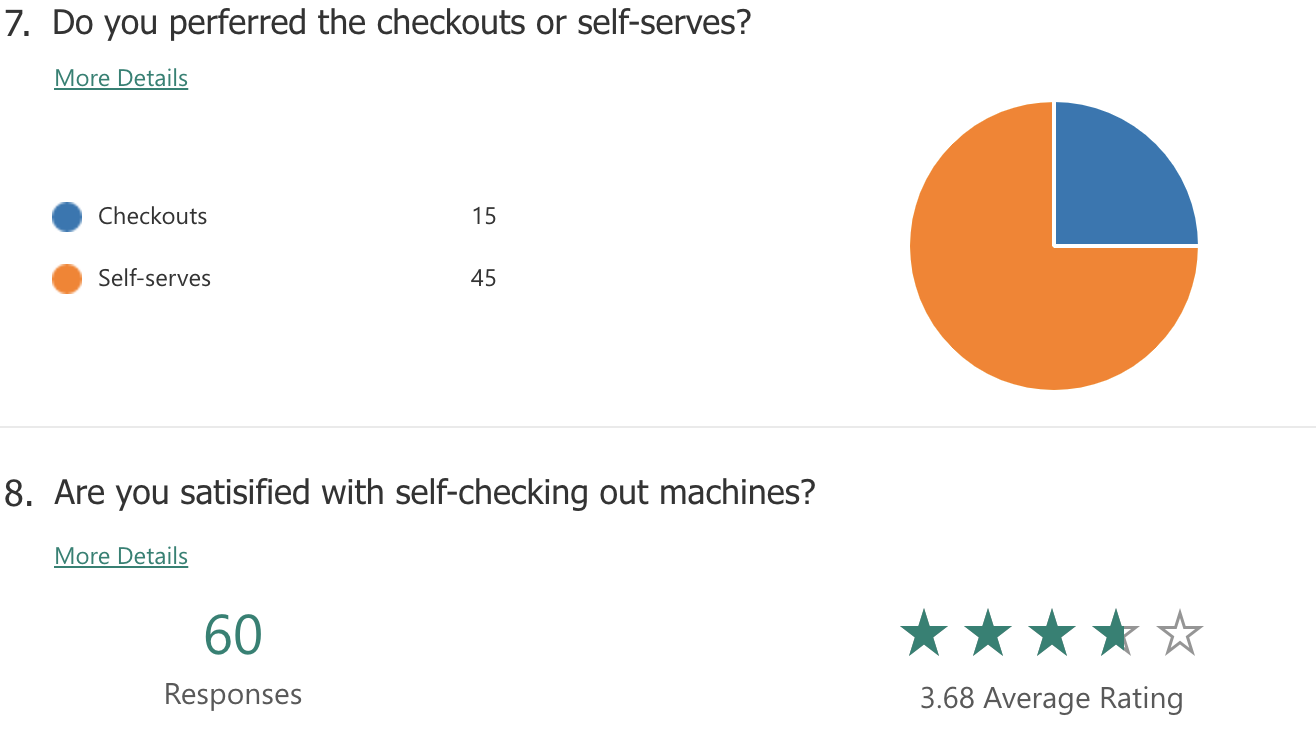 7. Do you perferred the checkouts or self-serves?
More Details
Checkouts 15
Self-serves 45
8. Are you satisified with self-checking out machines?
More Details
60
Responses
3.68 Average Rating